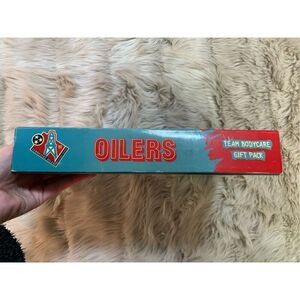 OILERS
TEAM BODYCARE
GIFT PACK